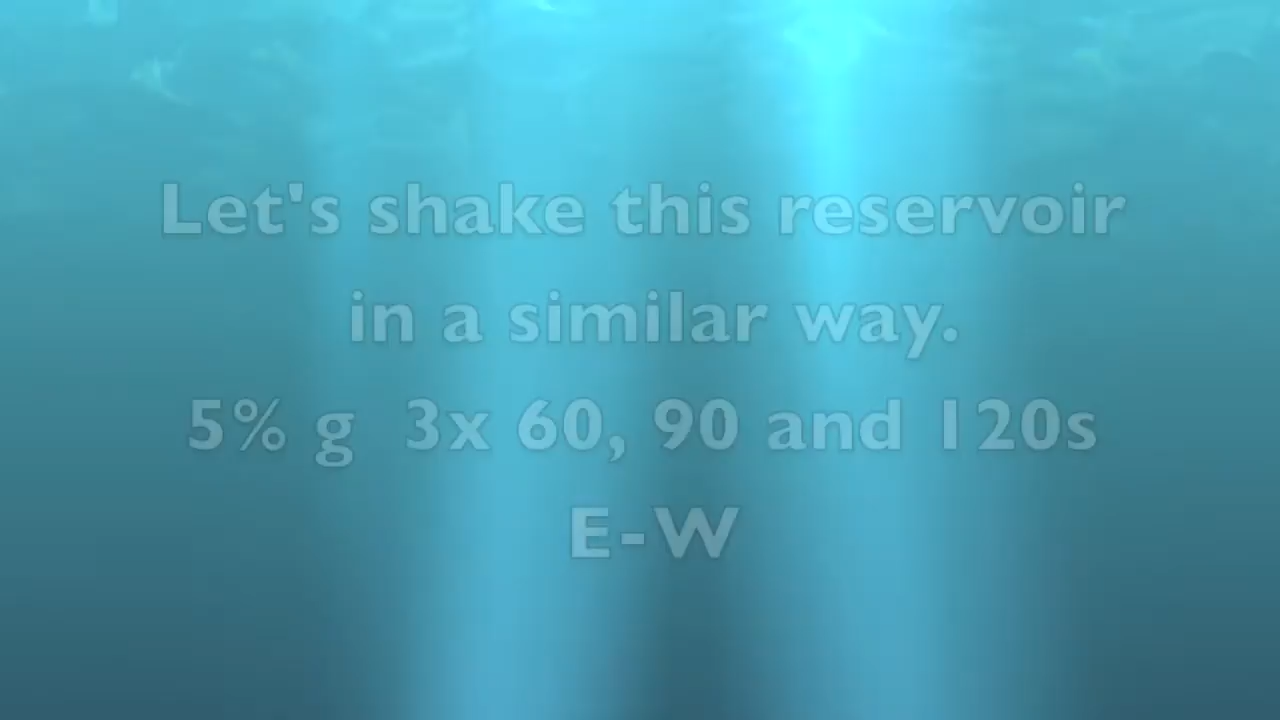 Let's shake this reservoir
in a similar way.
5% g 3x 60, 90 and 120s
E-W